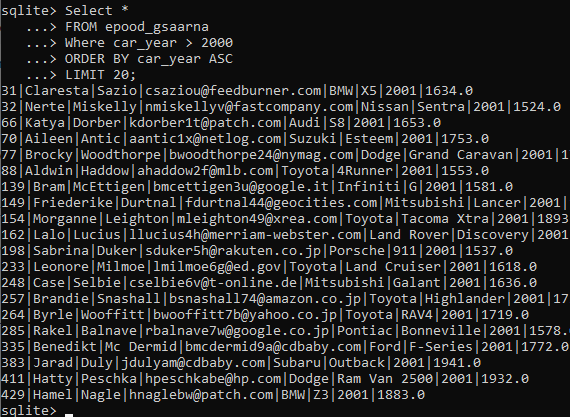 sqlite> Select *
   ...> FROM epood_gsaarna
   ...> Where car_year > 2000
   ...> ORDER BY car_year ASC
   ...> LIMIT 20;
31|Claresta|Sazio|csaziou@feedburner.com|BMW|X5|2001|1634.0
32|Nerte|Miskelly|nmiskellyv@fastcompany.com|Nissan|Sentra|2001|1524.0
66|Katya|Dorber|kdorber1t@patch.com|Audi|S8|2001|1653.0
70|Aileen|Antic|aantic1x@netlog.com|Suzuki|Esteem|2001|1753.0
77|Brocky|Woodthorpe|bwoodthorpe24@nymag.com|Dodge|Grand Caravan|2001|1
88|Aldwin|Haddow|ahaddow2f@mlb.com|Toyota|4Runner|2001|1553.0
139|Bram|McEttigen|bmcettigen3u@google.it|Infiniti|G|2001|1581.0
149|Friederike|Durtnal|fdurtnal44@geocities.com|Mitsubishi|Lancer|2001|
154|Morganne|Leighton|mleighton49@xrea.com|Toyota|Tacoma Xtra|2001|1893
162|Lalo|Lucius|llucius4h@merriam-webster.com|Land Rover|Discovery|2001
198|Sabrina|Duker|sduker5h@rakuten.co.jp|Porsche|911|2001|1537.0
233|Leonore|Milmoe|lmilmoe6g@ed.gov|Toyota|Land Cruiser|2001|1618.0
248|Case|Selbie|cselbie6v@t-online.de|Mitsubishi|Galant|2001|1636.0
257|Brandie|Snashall|bsnashall74@amazon.co.jp|Toyota|Highlander|2001|17
264|Byrle|Wooffitt|bwooffitt7b@yahoo.co.jp|Toyota|RAV4|2001|1719.0
285|Rakel|Balnave|rbalnave7w@google.co.jp|Pontiac|Bonneville|2001|1578.
335|Benedikt|Mc Dermid|bmcdermid9a@cdbaby.com|Ford|F-Series|2001|1772.0
383|Jarad|Duly|jdulyam@cdbaby.com|Subaru|Outback|2001|1941.0
411|Hatty|Peschka|hpeschkabe@hp.com|Dodge|Ram Van 2500|2001|1932.0
429|Hamel|Nagle|hnaglebw@patch.com|BMW|Z3|2001|1883.0
sqlite>